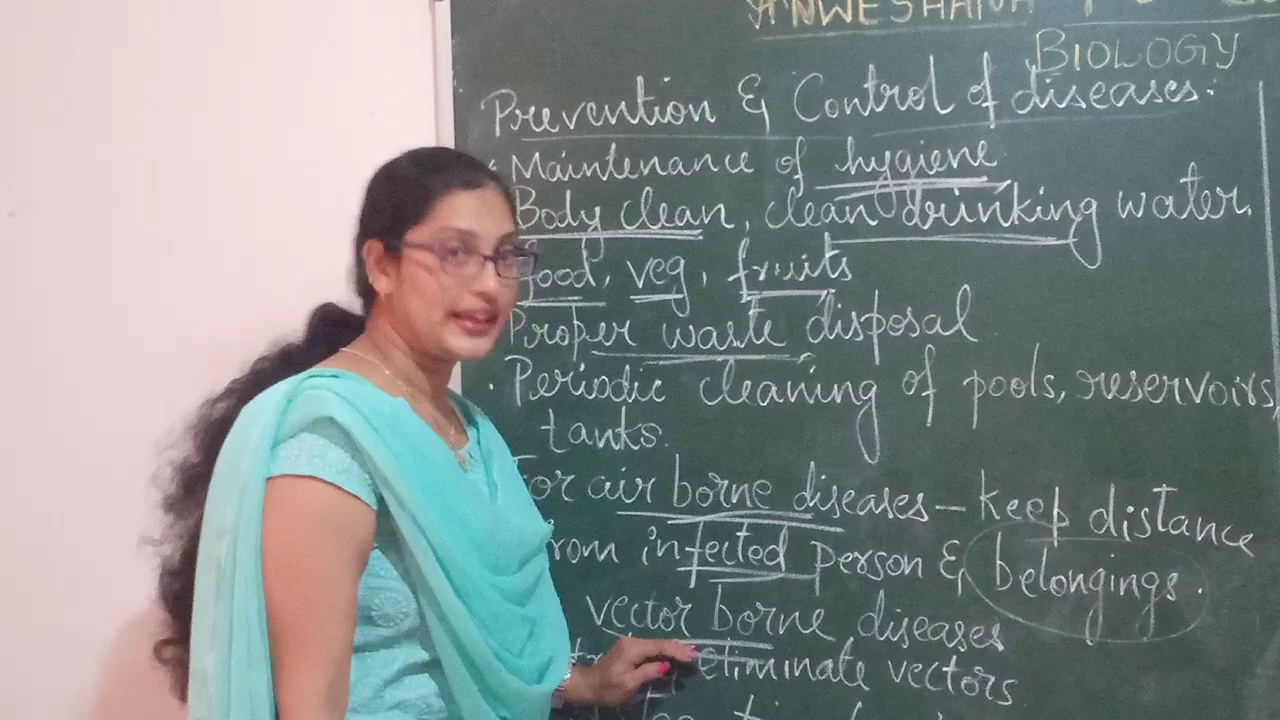 ANWESHANA
BIOLOGY
Prevention & Control of diseases:
· Maintenance of hygiene
Body clean, clean drinking water,
food, veg, fruits
Proper waste disposal
· Periodic cleaning of pools, reservoirs,
tanks.
For air borne diseases – keep distance
from infected person & belongings.
vector borne diseases
eliminate vectors